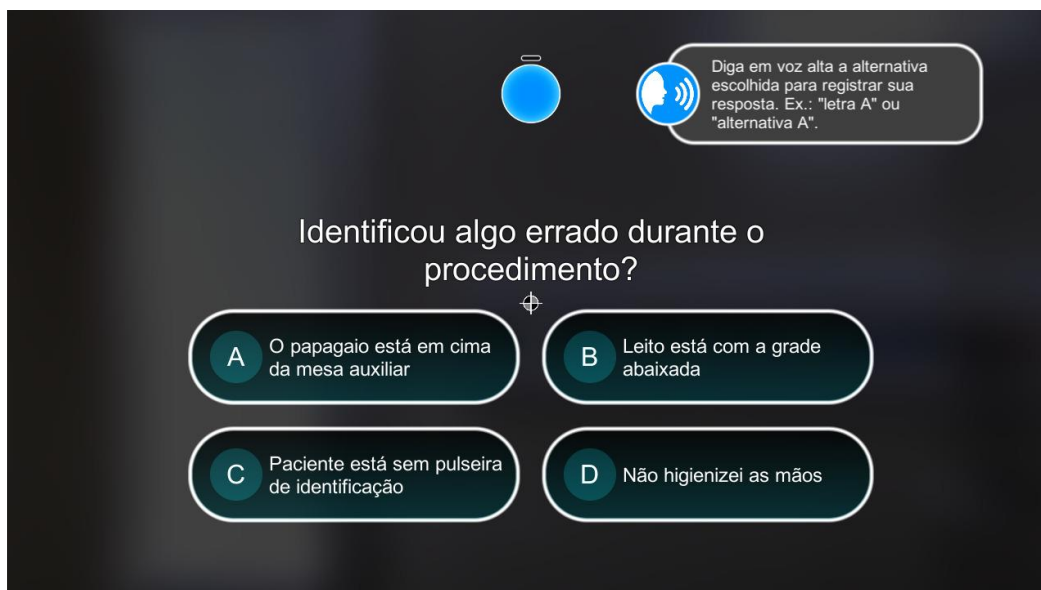 Diga em voz alta a alternativa
escolhida para registrar sua
resposta. Ex.: "letra A" ou
"alternativa A".
Identificou algo errado durante o
procedimento?
A
O papagaio está em cima
da mesa auxiliar
B
Leito está com a grade
abaixada
C
Paciente está sem pulseira
de identificação
D
Não higienizei as mãos